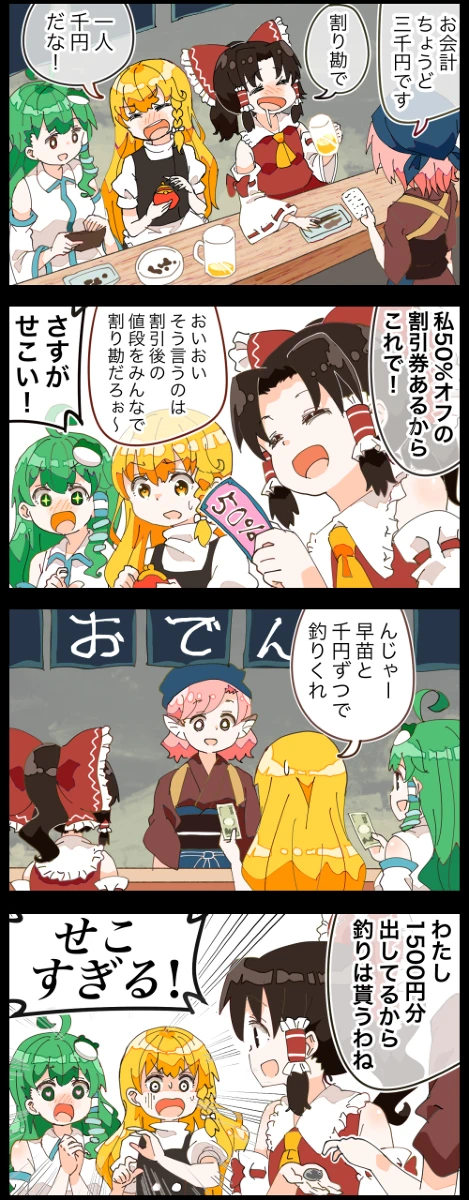 お会計
ちょうど
三千円です
割り勘で
一人
千円
だな！
私50％オフの
割引券あるから
これで！
50%
おいおい
そう言うのは
割引後の
値段をみんなで
割り勘だろぉ〜
さすが
せこい！
おでん
んじゃー
早苗と
千円ずつで
釣りくれ
わたし
1500円分
出してるから
釣りは貰うわね
せこ
すぎる！